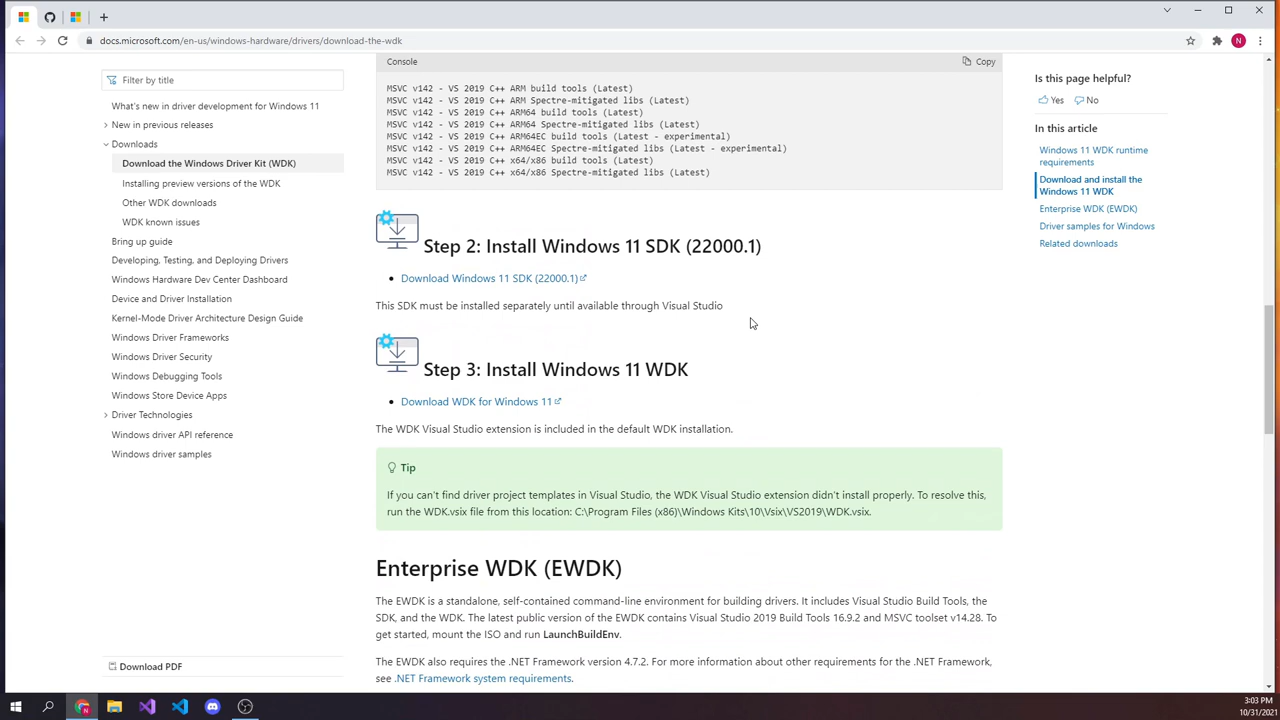 docs.microsoft.com/en-us/windows-hardware/drivers/download-the-wdk
N
Filter by title
What's new in driver development for Windows 11
New in previous releases
Downloads
Download the Windows Driver Kit (WDK)
Installing preview versions of the WDK
Other WDK downloads
WDK known issues
Bring up guide
Developing, Testing, and Deploying Drivers
Windows Hardware Dev Center Dashboard
Device and Driver Installation
Kernel-Mode Driver Architecture Design Guide
Windows Driver Frameworks
Windows Driver Security
Windows Debugging Tools
Windows Store Device Apps
Driver Technologies
Windows driver API reference
Windows driver samples
Download PDF
Console
Copy
MSVC v142 - VS 2019 C++ ARM build tools (Latest)
MSVC v142 - VS 2019 C++ ARM Spectre-mitigated libs (Latest)
MSVC v142 - VS 2019 C++ ARM64 build tools (Latest)
MSVC v142 - VS 2019 C++ ARM64 Spectre-mitigated libs (Latest)
MSVC v142 - VS 2019 C++ ARM64EC build tools (Latest - experimental)
MSVC v142 - VS 2019 C++ ARM64EC Spectre-mitigated libs (Latest - experimental)
MSVC v142 - VS 2019 C++ x64/x86 build tools (Latest)
MSVC v142 - VS 2019 C++ x64/x86 Spectre-mitigated libs (Latest)
Step 2: Install Windows 11 SDK (22000.1)
• Download Windows 11 SDK (22000.1)
This SDK must be installed separately until available through Visual Studio
Step 3: Install Windows 11 WDK
• Download WDK for Windows 11
The WDK Visual Studio extension is included in the default WDK installation.
Tip
If you can't find driver project templates in Visual Studio, the WDK Visual Studio extension didn't install properly. To resolve this,
run the WDK.vsix file from this location: C:\Program Files (x86)\Windows Kits\10\Vsix\VS2019\WDK.vsix.
Enterprise WDK (EWDK)
The EWDK is a standalone, self-contained command-line environment for building drivers. It includes Visual Studio Build Tools, the
SDK, and the WDK. The latest public version of the EWDK contains Visual Studio 2019 Build Tools 16.9.2 and MSVC toolset v14.28. To
get started, mount the ISO and run LaunchBuildEnv.
The EWDK also requires the .NET Framework version 4.7.2. For more information about other requirements for the .NET Framework,
see .NET Framework system requirements.
Is this page helpful?
Yes No
In this article
Windows 11 WDK runtime
requirements
Download and install the
Windows 11 WDK
Enterprise WDK (EWDK)
Driver samples for Windows
Related downloads
3:03 PM
10/31/2021